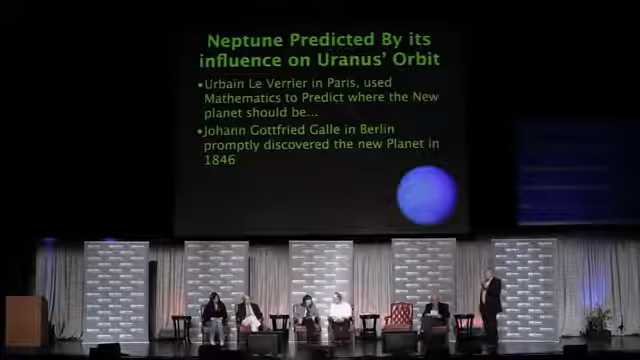 Neptune Predicted By its
influence on Uranus' Orbit
•Urbain Le Verrier in Paris, used
Mathematics to Predict where the New
planet should be...
•Johann Gottfried Galle in Berlin
promptly discovered the new Planet in
1846